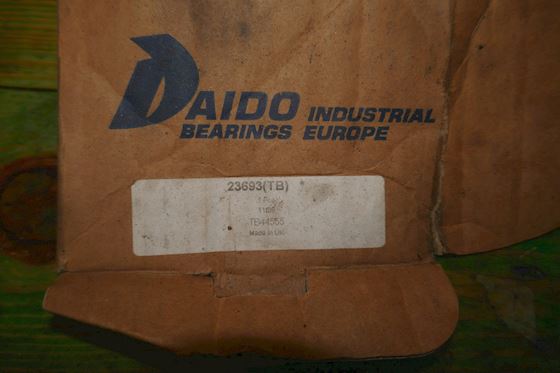 DAIDO INDUSTRIAL
BEARINGS EUROPE
23693(TB)
TB44555
Made in UK